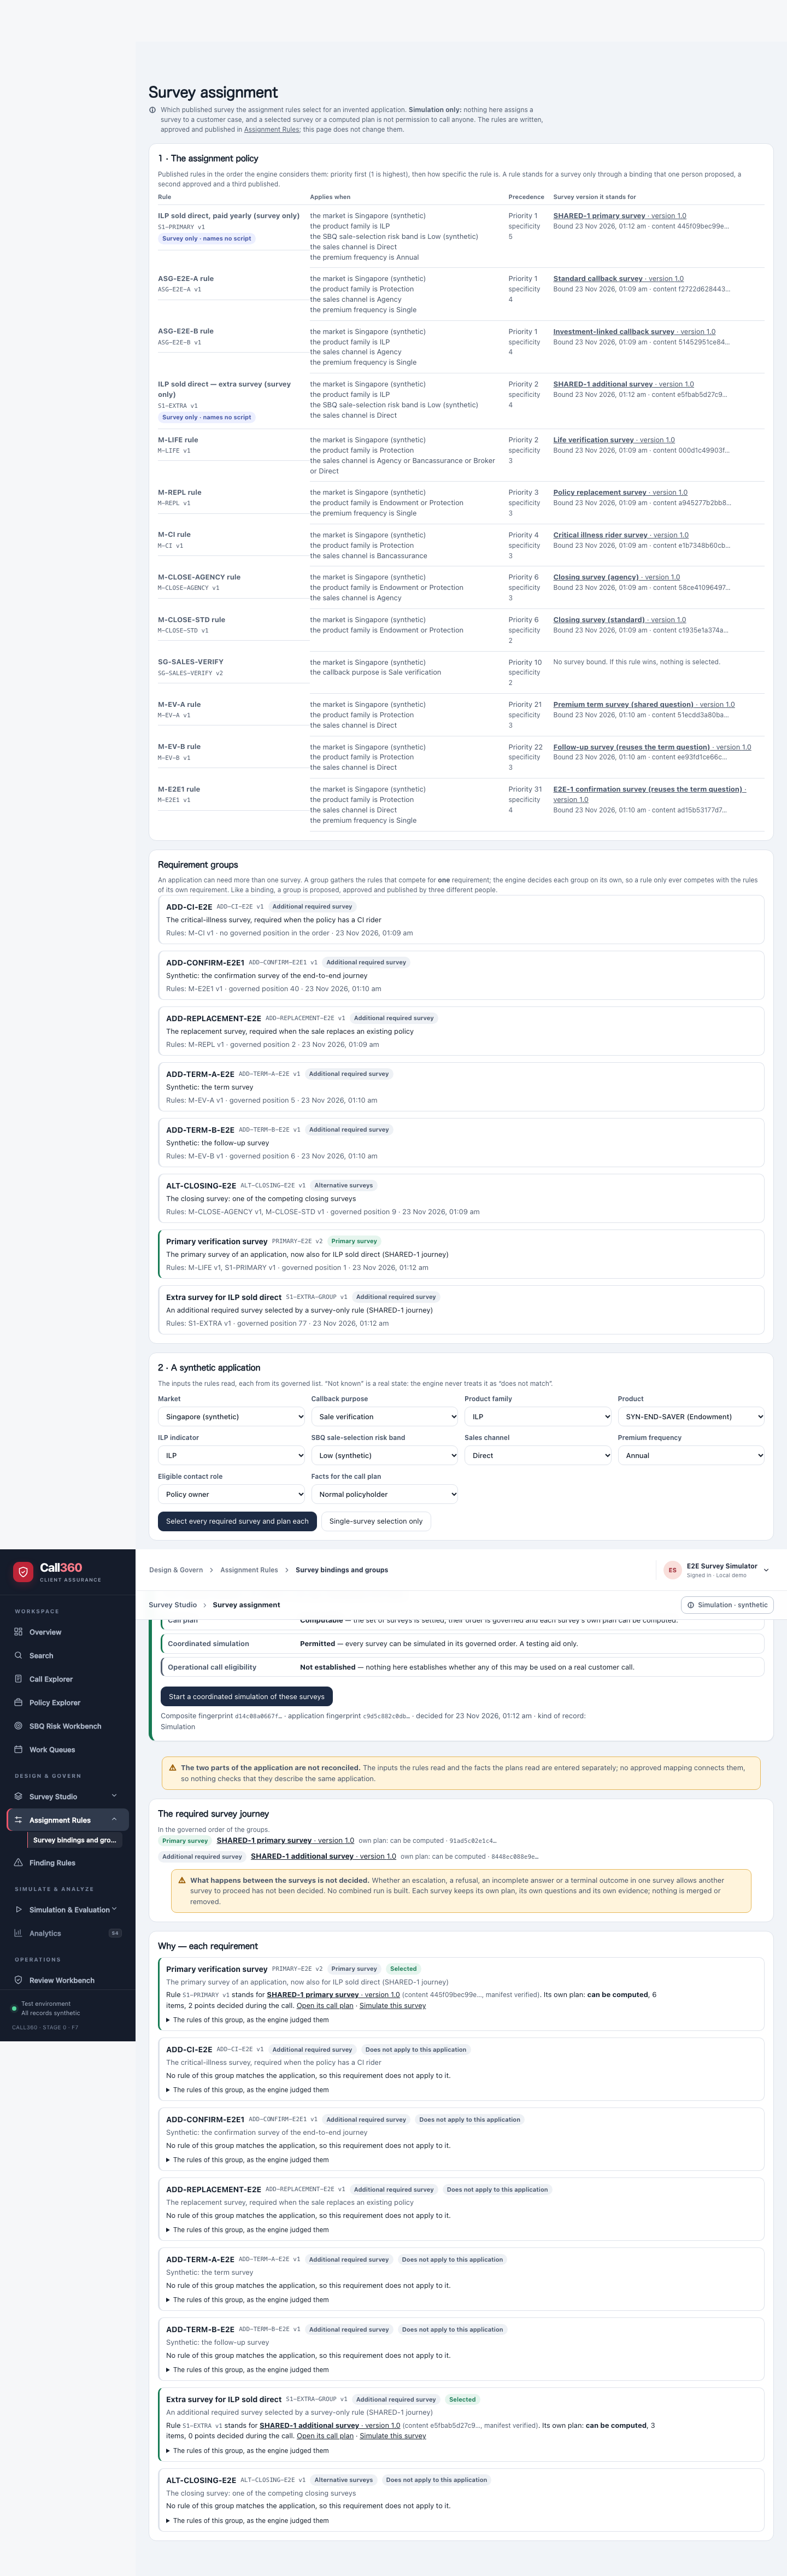 Survey assignment
Which published survey the assignment rules select for an invented application. Simulation only: nothing here assigns a
survey to a customer case, and a selected survey or a computed plan is not permission to call anyone. The rules are written,
approved and published in Assignment Rules; this page does not change them.
1 · The assignment policy
Published rules in the order the engine considers them: priority first (1 is highest), then how specific the rule is. A rule stands for a survey only through a binding that one person proposed, a
second approved and a third published.
Rule Applies when Precedence Survey version it stands for
ILP sold direct, paid yearly (survey only)
S1-PRIMARY v1
Survey only · names no script
the market is Singapore (synthetic)
the product family is ILP
the SBQ sale-selection risk band is Low (synthetic)
the sales channel is Direct
the premium frequency is Annual
Priority 1
specificity
5
SHARED-1 primary survey · version 1.0
Bound 23 Nov 2026, 01:12 am · content 445f09bec99e…
ASG-E2E-A rule
ASG-E2E-A v1
the market is Singapore (synthetic)
the product family is Protection
the sales channel is Agency
the premium frequency is Single
Priority 1
specificity
4
Standard callback survey · version 1.0
Bound 23 Nov 2026, 01:09 am · content f2722d628443…
ASG-E2E-B rule
ASG-E2E-B v1
the market is Singapore (synthetic)
the product family is ILP
the sales channel is Agency
the premium frequency is Single
Priority 1
specificity
4
Investment-linked callback survey · version 1.0
Bound 23 Nov 2026, 01:09 am · content 51452951ce84…
ILP sold direct — extra survey (survey
only)
S1-EXTRA v1
Survey only · names no script
the market is Singapore (synthetic)
the product family is ILP
the SBQ sale-selection risk band is Low (synthetic)
the sales channel is Direct
Priority 2
specificity
4
SHARED-1 additional survey · version 1.0
Bound 23 Nov 2026, 01:12 am · content e5fbab5d27c9…
M-LIFE rule
M-LIFE v1
the market is Singapore (synthetic)
the product family is Protection
the sales channel is Agency or Bancassurance or Broker
or Direct
Priority 2
specificity
3
Life verification survey · version 1.0
Bound 23 Nov 2026, 01:09 am · content 000d1c49903f…
M-REPL rule
M-REPL v1
the market is Singapore (synthetic)
the product family is Endowment or Protection
the premium frequency is Single
Priority 3
specificity
3
Policy replacement survey · version 1.0
Bound 23 Nov 2026, 01:09 am · content a945277b2bb8…
M-CI rule
M-CI v1
the market is Singapore (synthetic)
the product family is Protection
the sales channel is Bancassurance
Priority 4
specificity
3
Critical illness rider survey · version 1.0
Bound 23 Nov 2026, 01:09 am · content e1b7348b60cb…
M-CLOSE-AGENCY rule
M-CLOSE-AGENCY v1
the market is Singapore (synthetic)
the product family is Endowment or Protection
the sales channel is Agency
Priority 6
specificity
3
Closing survey (agency) · version 1.0
Bound 23 Nov 2026, 01:09 am · content 58ce41096497…
M-CLOSE-STD rule
M-CLOSE-STD v1
the market is Singapore (synthetic)
the product family is Endowment or Protection
Priority 6
specificity
2
Closing survey (standard) · version 1.0
Bound 23 Nov 2026, 01:09 am · content c1935e1a374a…
SG-SALES-VERIFY
SG-SALES-VERIFY v2
the market is Singapore (synthetic)
the callback purpose is Sale verification
Priority 10
specificity
2
No survey bound. If this rule wins, nothing is selected.
M-EV-A rule
M-EV-A v1
the market is Singapore (synthetic)
the product family is Protection
the sales channel is Direct
Priority 21
specificity
3
Premium term survey (shared question) · version 1.0
Bound 23 Nov 2026, 01:10 am · content 51ecdd3a80ba…
M-EV-B rule
M-EV-B v1
the market is Singapore (synthetic)
the product family is Protection
the sales channel is Direct
Priority 22
specificity
3
Follow-up survey (reuses the term question) · version 1.0
Bound 23 Nov 2026, 01:10 am · content ee93fd1ce66c…
M-E2E1 rule
M-E2E1 v1
the market is Singapore (synthetic)
the product family is Protection
the sales channel is Direct
the premium frequency is Single
Priority 31
specificity
4
E2E-1 confirmation survey (reuses the term question) ·
version 1.0
Bound 23 Nov 2026, 01:10 am · content ad15b53177d7…
Requirement groups
An application can need more than one survey. A group gathers the rules that compete for one requirement; the engine decides each group on its own, so a rule only ever competes with the rules
of its own requirement. Like a binding, a group is proposed, approved and published by three different people.
ADD-CI-E2E ADD-CI-E2E v1 Additional required survey
The critical-illness survey, required when the policy has a CI rider
Rules: M-CI v1 · no governed position in the order · 23 Nov 2026, 01:09 am
ADD-CONFIRM-E2E1 ADD-CONFIRM-E2E1 v1 Additional required survey
Synthetic: the confirmation survey of the end-to-end journey
Rules: M-E2E1 v1 · governed position 40 · 23 Nov 2026, 01:10 am
ADD-REPLACEMENT-E2E ADD-REPLACEMENT-E2E v1 Additional required survey
The replacement survey, required when the sale replaces an existing policy
Rules: M-REPL v1 · governed position 2 · 23 Nov 2026, 01:09 am
ADD-TERM-A-E2E ADD-TERM-A-E2E v1 Additional required survey
Synthetic: the term survey
Rules: M-EV-A v1 · governed position 5 · 23 Nov 2026, 01:10 am
ADD-TERM-B-E2E ADD-TERM-B-E2E v1 Additional required survey
Synthetic: the follow-up survey
Rules: M-EV-B v1 · governed position 6 · 23 Nov 2026, 01:10 am
ALT-CLOSING-E2E ALT-CLOSING-E2E v1 Alternative surveys
The closing survey: one of the competing closing surveys
Rules: M-CLOSE-AGENCY v1, M-CLOSE-STD v1 · governed position 9 · 23 Nov 2026, 01:09 am
Primary verification survey PRIMARY-E2E v2 Primary survey
The primary survey of an application, now also for ILP sold direct (SHARED-1 journey)
Rules: M-LIFE v1, S1-PRIMARY v1 · governed position 1 · 23 Nov 2026, 01:12 am
Extra survey for ILP sold direct S1-EXTRA-GROUP v1 Additional required survey
An additional required survey selected by a survey-only rule (SHARED-1 journey)
Rules: S1-EXTRA v1 · governed position 77 · 23 Nov 2026, 01:12 am
2 · A synthetic application
The inputs the rules read, each from its governed list. “Not known” is a real state: the engine never treats it as “does not match”.
Market Callback purpose Product family Product
Singapore (synthetic) Sale verification ILP SYN-END-SAVER (Endowment)
ILP indicator SBQ sale-selection risk band Sales channel Premium frequency
ILP Low (synthetic) Direct Annual
Eligible contact role Facts for the call plan
Policy owner Normal policyholder
Select every required survey and plan each Single-survey selection only
Call360
CLIENT ASSURANCE
WORKSPACE
Overview
Search
Call Explorer
Policy Explorer
SBQ Risk Workbench
Work Queues
DESIGN & GOVERN
Survey Studio
Assignment Rules
Survey bindings and gro…
Finding Rules
SIMULATE & ANALYZE
Simulation & Evaluation
Analytics S4
OPERATIONS
Review Workbench
Test environment
All records synthetic
CALL360 · STAGE 0 · F7
Design & Govern › Assignment Rules › Survey bindings and groups
ES E2E Survey Simulator
Signed in · Local demo
Survey Studio › Survey assignment Simulation · synthetic
Call plan Computable — the set of surveys is settled, their order is governed and each survey's own plan can be computed.
Coordinated simulation Permitted — every survey can be simulated in its governed order. A testing aid only.
Operational call eligibility Not established — nothing here establishes whether any of this may be used on a real customer call.
Start a coordinated simulation of these surveys
Composite fingerprint d14c08a0667f… · application fingerprint c9d5c882c0db… · decided for 23 Nov 2026, 01:12 am · kind of record:
Simulation
The two parts of the application are not reconciled. The inputs the rules read and the facts the plans read are entered separately; no approved mapping connects them,
so nothing checks that they describe the same application.
The required survey journey
In the governed order of the groups.
Primary survey SHARED-1 primary survey · version 1.0 own plan: can be computed · 91ad5c02e1c4…
Additional required survey SHARED-1 additional survey · version 1.0 own plan: can be computed · 8448ec088e9e…
What happens between the surveys is not decided. Whether an escalation, a refusal, an incomplete answer or a terminal outcome in one survey allows another
survey to proceed has not been decided. No combined run is built. Each survey keeps its own plan, its own questions and its own evidence; nothing is merged or
removed.
Why — each requirement
Primary verification survey PRIMARY-E2E v2 Primary survey Selected
The primary survey of an application, now also for ILP sold direct (SHARED-1 journey)
Rule S1-PRIMARY v1 stands for SHARED-1 primary survey · version 1.0 (content 445f09bec99e…, manifest verified). Its own plan: can be computed, 6
items, 2 points decided during the call. Open its call plan · Simulate this survey
The rules of this group, as the engine judged them
ADD-CI-E2E ADD-CI-E2E v1 Additional required survey Does not apply to this application
The critical-illness survey, required when the policy has a CI rider
No rule of this group matches the application, so this requirement does not apply to it.
The rules of this group, as the engine judged them
ADD-CONFIRM-E2E1 ADD-CONFIRM-E2E1 v1 Additional required survey Does not apply to this application
Synthetic: the confirmation survey of the end-to-end journey
No rule of this group matches the application, so this requirement does not apply to it.
The rules of this group, as the engine judged them
ADD-REPLACEMENT-E2E ADD-REPLACEMENT-E2E v1 Additional required survey Does not apply to this application
The replacement survey, required when the sale replaces an existing policy
No rule of this group matches the application, so this requirement does not apply to it.
The rules of this group, as the engine judged them
ADD-TERM-A-E2E ADD-TERM-A-E2E v1 Additional required survey Does not apply to this application
Synthetic: the term survey
No rule of this group matches the application, so this requirement does not apply to it.
The rules of this group, as the engine judged them
ADD-TERM-B-E2E ADD-TERM-B-E2E v1 Additional required survey Does not apply to this application
Synthetic: the follow-up survey
No rule of this group matches the application, so this requirement does not apply to it.
The rules of this group, as the engine judged them
Extra survey for ILP sold direct S1-EXTRA-GROUP v1 Additional required survey Selected
An additional required survey selected by a survey-only rule (SHARED-1 journey)
Rule S1-EXTRA v1 stands for SHARED-1 additional survey · version 1.0 (content e5fbab5d27c9…, manifest verified). Its own plan: can be computed, 3
items, 0 points decided during the call. Open its call plan · Simulate this survey
The rules of this group, as the engine judged them
ALT-CLOSING-E2E ALT-CLOSING-E2E v1 Alternative surveys Does not apply to this application
The closing survey: one of the competing closing surveys
No rule of this group matches the application, so this requirement does not apply to it.
The rules of this group, as the engine judged them